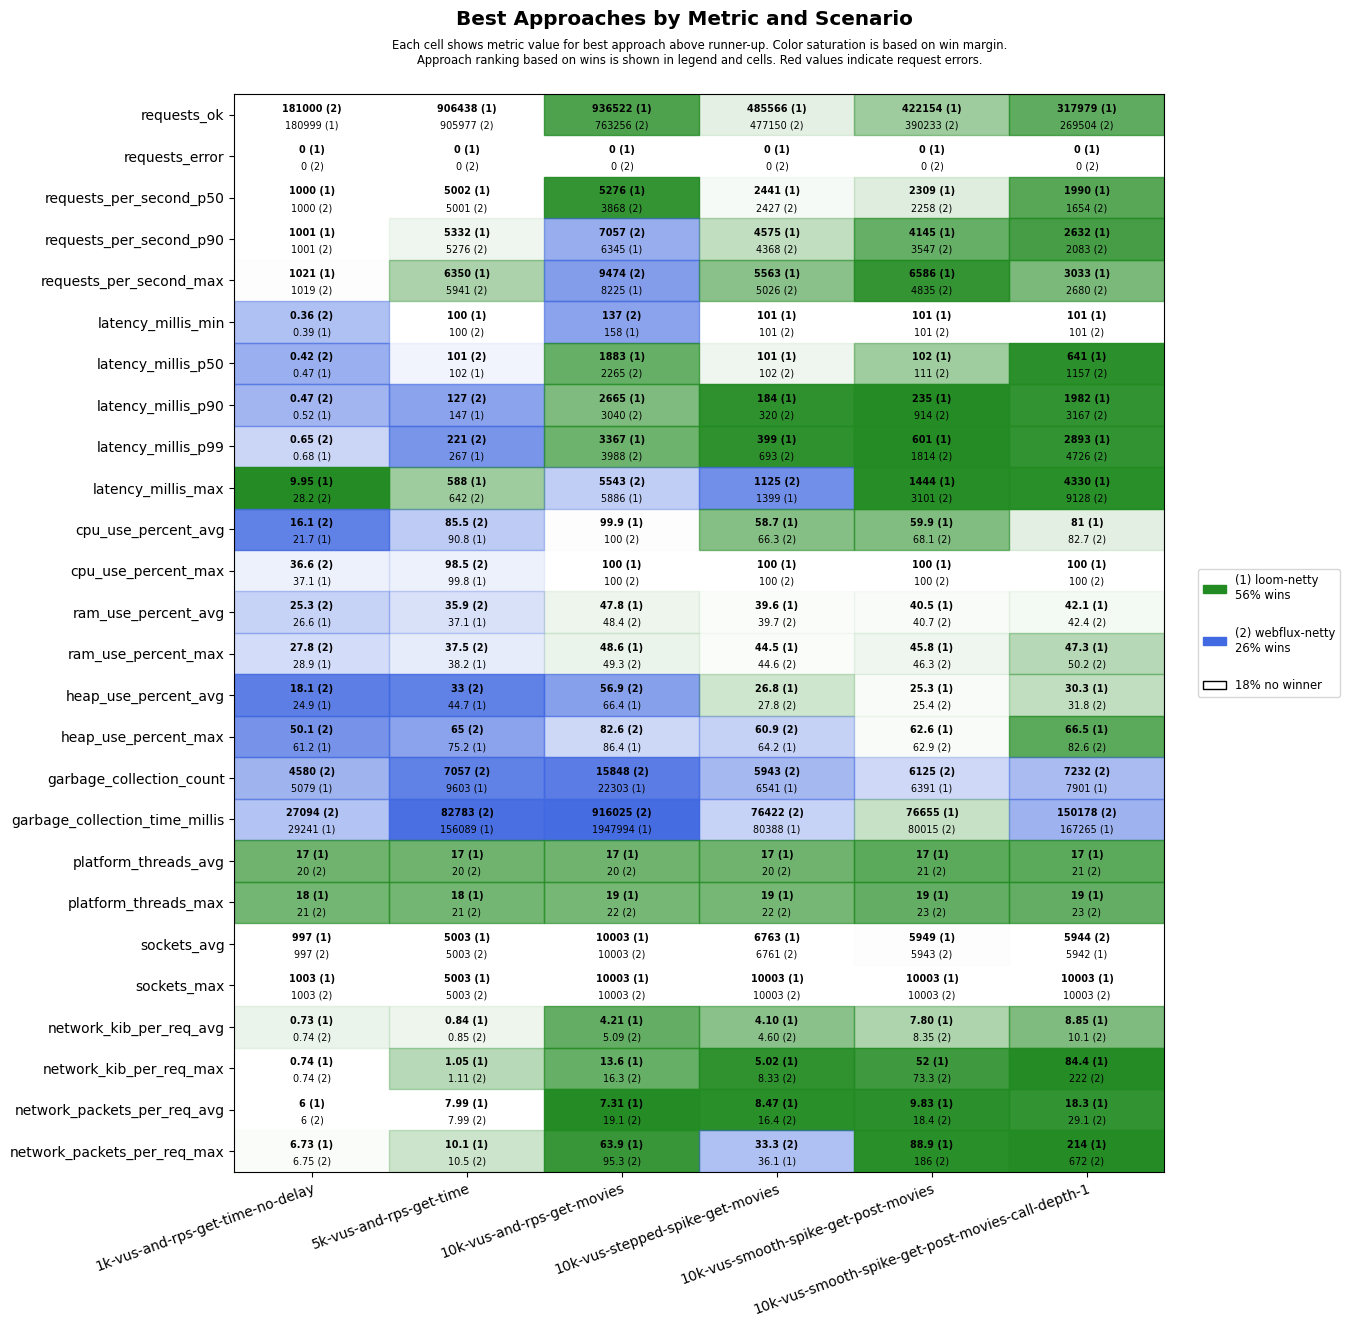 Best Approaches by Metric and Scenario
Each cell shows metric value for best approach above runner-up. Color saturation is based on win margin.
Approach ranking based on wins is shown in legend and cells. Red values indicate request errors.
requests_ok
181000 (2) 906438 (1) 936522 (1) 485566 (1) 422154 (1) 317979 (1)
180999 (1) 905977 (2) 763256 (2) 477150 (2) 390233 (2) 269504 (2)
requests_error
0 (1) 0 (1) 0 (1) 0 (1) 0 (1) 0 (1)
0 (2) 0 (2) 0 (2) 0 (2) 0 (2) 0 (2)
requests_per_second_p50
1000 (1) 5002 (1) 5276 (1) 2441 (1) 2309 (1) 1990 (1)
1000 (2) 5001 (2) 3868 (2) 2427 (2) 2258 (2) 1654 (2)
requests_per_second_p90
1001 (1) 5332 (1) 7057 (2) 4575 (1) 4145 (1) 2632 (1)
1001 (2) 5276 (2) 6345 (1) 4368 (2) 3547 (2) 2083 (2)
requests_per_second_max
1021 (1) 6350 (1) 9474 (2) 5563 (1) 6586 (1) 3033 (1)
1019 (2) 5941 (2) 8225 (1) 5026 (2) 4835 (2) 2680 (2)
latency_millis_min
0.36 (2) 100 (1) 137 (2) 101 (1) 101 (1) 101 (1)
0.39 (1) 100 (2) 158 (1) 101 (2) 101 (2) 101 (2)
latency_millis_p50
0.42 (2) 101 (2) 1883 (1) 101 (1) 102 (1) 641 (1)
0.47 (1) 102 (1) 2265 (2) 102 (2) 111 (2) 1157 (2)
latency_millis_p90
0.47 (2) 127 (2) 2665 (1) 184 (1) 235 (1) 1982 (1)
0.52 (1) 147 (1) 3040 (2) 320 (2) 914 (2) 3167 (2)
latency_millis_p99
0.65 (2) 221 (2) 3367 (1) 399 (1) 601 (1) 2893 (1)
0.68 (1) 267 (1) 3988 (2) 693 (2) 1814 (2) 4726 (2)
latency_millis_max
9.95 (1) 588 (1) 5543 (2) 1125 (2) 1444 (1) 4330 (1)
28.2 (2) 642 (2) 5886 (1) 1399 (1) 3101 (2) 9128 (2)
cpu_use_percent_avg
16.1 (2) 85.5 (2) 99.9 (1) 58.7 (1) 59.9 (1) 81 (1)
21.7 (1) 90.8 (1) 100 (2) 66.3 (2) 68.1 (2) 82.7 (2)
cpu_use_percent_max
36.6 (2) 98.5 (2) 100 (1) 100 (1) 100 (1) 100 (1)
37.1 (1) 99.8 (1) 100 (2) 100 (2) 100 (2) 100 (2)
ram_use_percent_avg
25.3 (2) 35.9 (2) 47.8 (1) 39.6 (1) 40.5 (1) 42.1 (1)
26.6 (1) 37.1 (1) 48.4 (2) 39.7 (2) 40.7 (2) 42.4 (2)
ram_use_percent_max
27.8 (2) 37.5 (2) 48.6 (1) 44.5 (1) 45.8 (1) 47.3 (1)
28.9 (1) 38.2 (1) 49.3 (2) 44.6 (2) 46.3 (2) 50.2 (2)
heap_use_percent_avg
18.1 (2) 33 (2) 56.9 (2) 26.8 (1) 25.3 (1) 30.3 (1)
24.9 (1) 44.7 (1) 66.4 (1) 27.8 (2) 25.4 (2) 31.8 (2)
heap_use_percent_max
50.1 (2) 65 (2) 82.6 (2) 60.9 (2) 62.6 (1) 66.5 (1)
61.2 (1) 75.2 (1) 86.4 (1) 64.2 (1) 62.9 (2) 82.6 (2)
garbage_collection_count
4580 (2) 7057 (2) 15848 (2) 5943 (2) 6125 (2) 7232 (2)
5079 (1) 9603 (1) 22303 (1) 6541 (1) 6391 (1) 7901 (1)
garbage_collection_time_millis
27094 (2) 82783 (2) 916025 (2) 76422 (2) 76655 (1) 150178 (2)
29241 (1) 156089 (1) 1947994 (1) 80388 (1) 80015 (2) 167265 (1)
platform_threads_avg
17 (1) 17 (1) 17 (1) 17 (1) 17 (1) 17 (1)
20 (2) 20 (2) 20 (2) 20 (2) 21 (2) 21 (2)
platform_threads_max
18 (1) 18 (1) 19 (1) 19 (1) 19 (1) 19 (1)
21 (2) 21 (2) 22 (2) 22 (2) 23 (2) 23 (2)
sockets_avg
997 (1) 5003 (1) 10003 (1) 6763 (1) 5949 (1) 5944 (2)
997 (2) 5003 (2) 10003 (2) 6761 (2) 5943 (2) 5942 (1)
sockets_max
1003 (1) 5003 (1) 10003 (1) 10003 (1) 10003 (1) 10003 (1)
1003 (2) 5003 (2) 10003 (2) 10003 (2) 10003 (2) 10003 (2)
network_kib_per_req_avg
0.73 (1) 0.84 (1) 4.21 (1) 4.10 (1) 7.80 (1) 8.85 (1)
0.74 (2) 0.85 (2) 5.09 (2) 4.60 (2) 8.35 (2) 10.1 (2)
network_kib_per_req_max
0.74 (1) 1.05 (1) 13.6 (1) 5.02 (1) 52 (1) 84.4 (1)
0.74 (2) 1.11 (2) 16.3 (2) 8.33 (2) 73.3 (2) 222 (2)
network_packets_per_req_avg
6 (1) 7.99 (1) 7.31 (1) 8.47 (1) 9.83 (1) 18.3 (1)
6 (2) 7.99 (2) 19.1 (2) 16.4 (2) 18.4 (2) 29.1 (2)
network_packets_per_req_max
6.73 (1) 10.1 (1) 63.9 (1) 33.3 (2) 88.9 (1) 214 (1)
6.75 (2) 10.5 (2) 95.3 (2) 36.1 (1) 186 (2) 672 (2)
1k-vus-and-rps-get-time-no-delay
5k-vus-and-rps-get-time
10k-vus-and-rps-get-movies
10k-vus-stepped-spike-get-movies
10k-vus-smooth-spike-get-post-movies
10k-vus-smooth-spike-get-post-movies-call-depth-1
(1) loom-netty
56% wins
(2) webflux-netty
26% wins
18% no winner